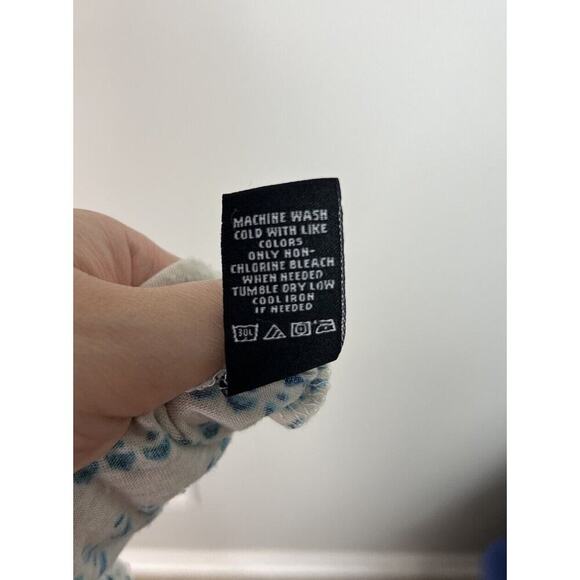 MACHINE WASH
COLD WITH LIKE
COLORS
ONLY NON-
CHLORINE BLEACH
WHEN NEEDED
TUMBLE DRY LOW
COOL IRON
IF NEEDED